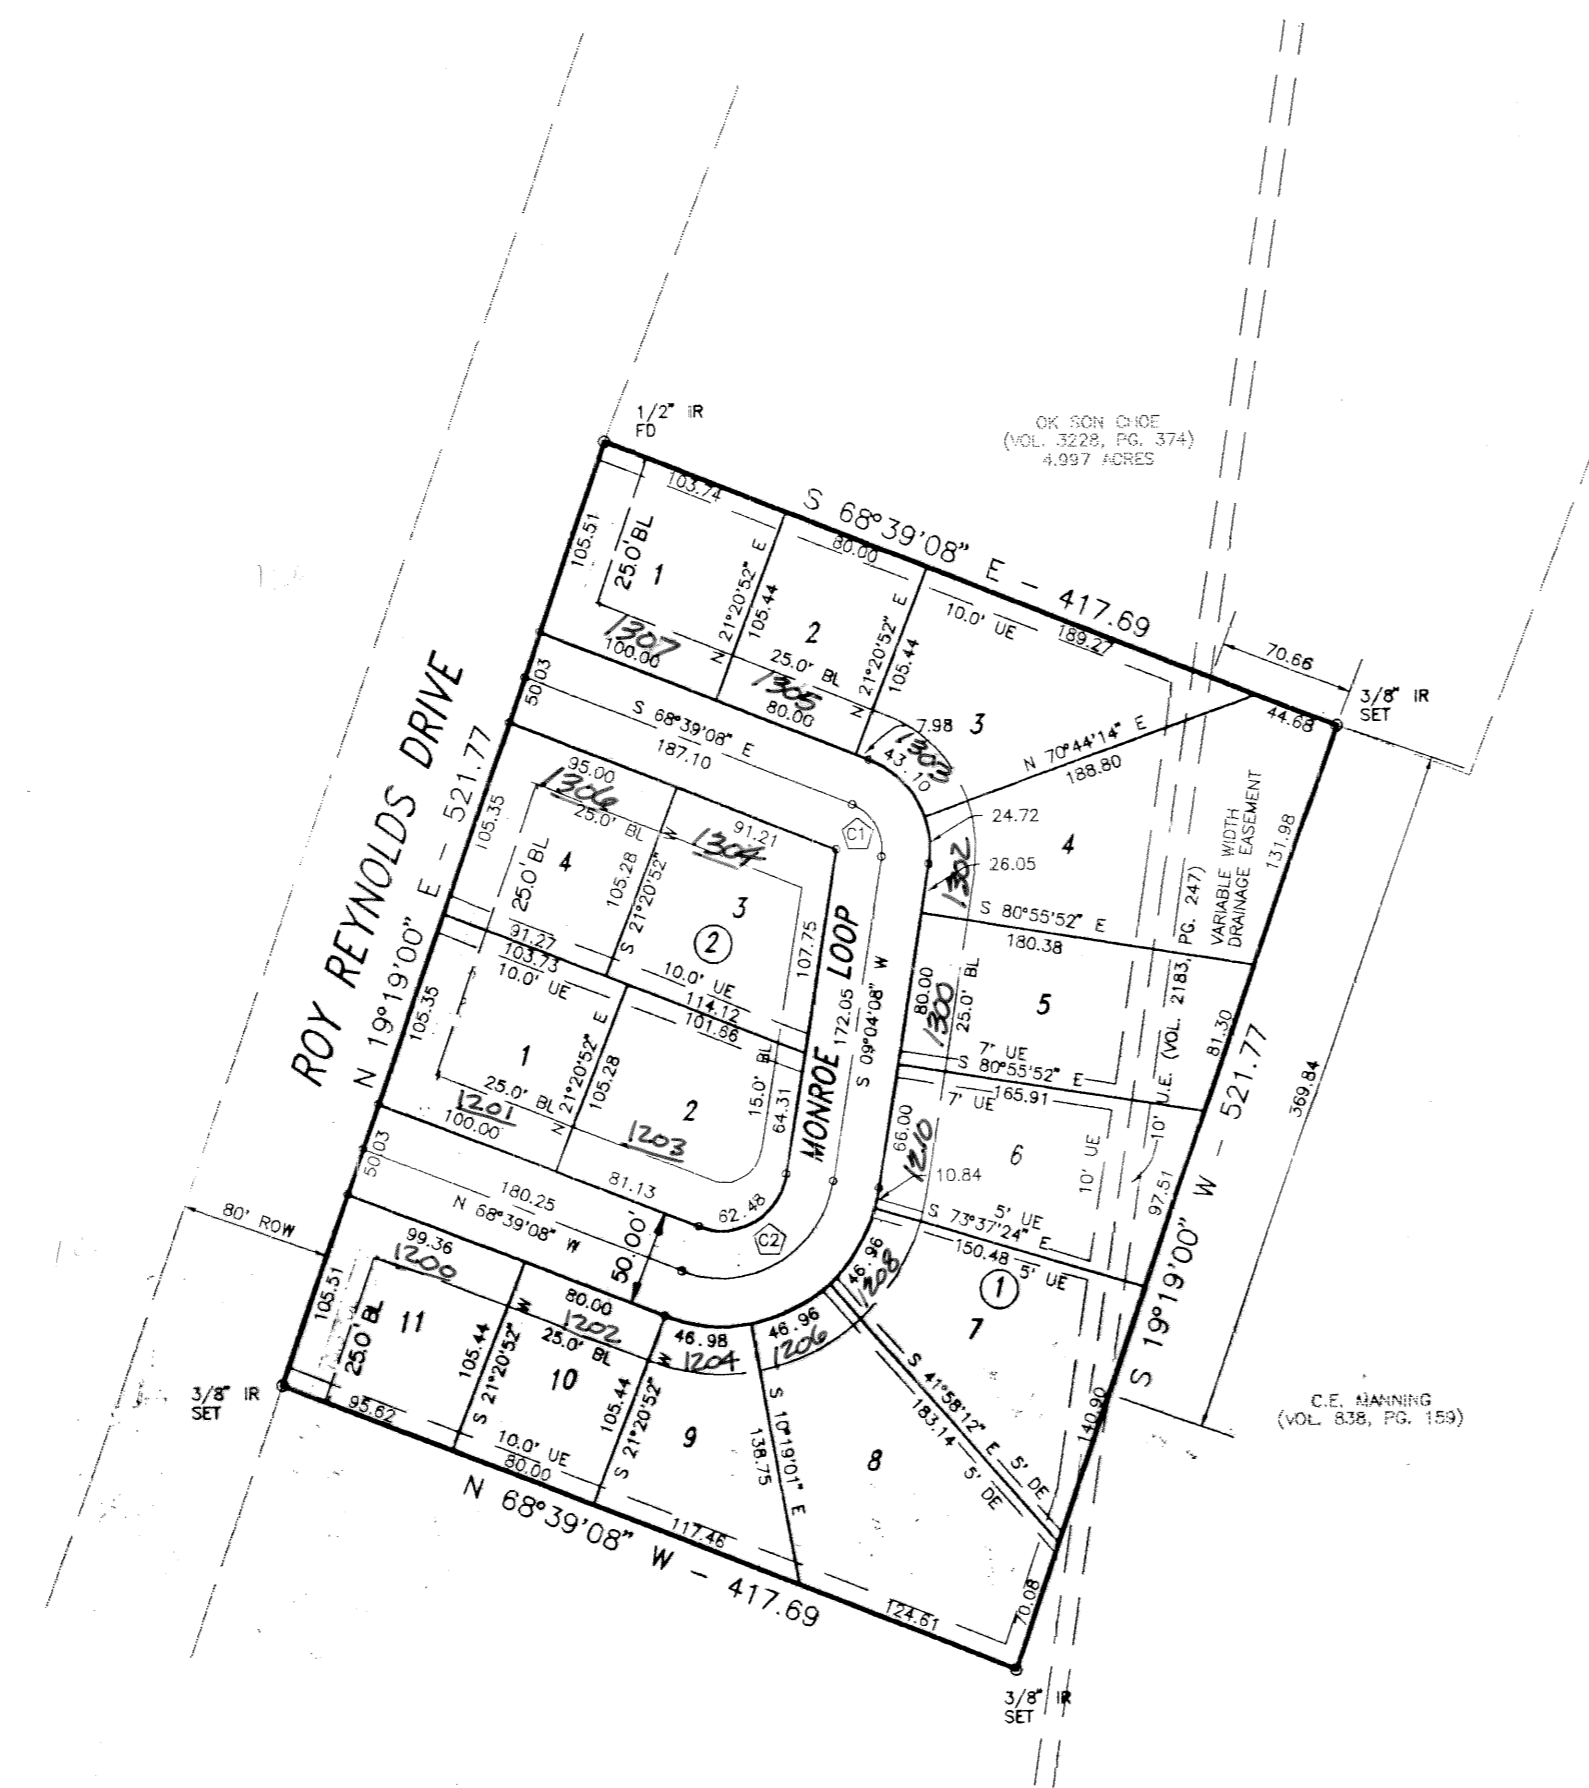 1/2" IR
FD
OK SON CHOE
(VOL. 3228, PG. 374)
4.997 ACRES
S 68°39'08" E - 417.69
103.74
80.00
10.0' UE
189.27
70.66
3/8" IR
SET
44.68
105.51
25.0' BL
1
N 21°20'52" E
105.44
2
N 21°20'52" E
105.44
3
1307
100.00
25.0' BL
1305
80.00
7.98
1303
43.10
N 70°44'14" E
188.80
50.03
S 68°39'08" E
187.10
ROY REYNOLDS DRIVE
N 19°19'00" E - 521.77
95.00
1306
25.0' BL
91.21
1304
C1
24.72
26.05
1302
4
131.98
VARIABLE WIDTH
DRAINAGE EASEMENT
105.35
25.0' BL
4
105.28
S 21°20'52" W
3
2
107.75
MONROE LOOP
172.05
S 09°04'08" W
S 80°55'52" E
180.38
91.27
103.73
10.0' UE
10.0' UE
114.12
101.66
80.00
1300
25.0' BL
5
10' U.E. (VOL. 2183, PG. 247)
81.30
S 19°19'00" W - 521.77
369.84
105.35
1
N 21°20'52" E
105.28
2
15.0' BL
64.31
7' UE
S 80°55'52" E
165.91
7' UE
25.0' BL
1201
100.00
1203
66.00
1210
6
10' UE
97.51
50.03
81.13
62.48
10.84
5' UE
S 73°37'24" E
150.48
5' UE
80' ROW
180.25
N 68°39'08" W
50.00'
C2
46.96
1208
1
7
99.36
1200
80.00
1202
25.0' BL
46.98
1204
46.96
1206
105.51
25.0' BL
11
105.44
S 21°20'52" W
10
105.44
S 21°20'52" W
9
S 10°19'01" E
138.75
8
S 41°58'12" E
183.14
5' DE
5' DE
140.90
C.E. MANNING
(VOL. 838, PG. 159)
3/8" IR
SET
95.62
10.0' UE
80.00
N 68°39'08" W - 417.69
117.46
124.61
70.08
3/8" IR
SET